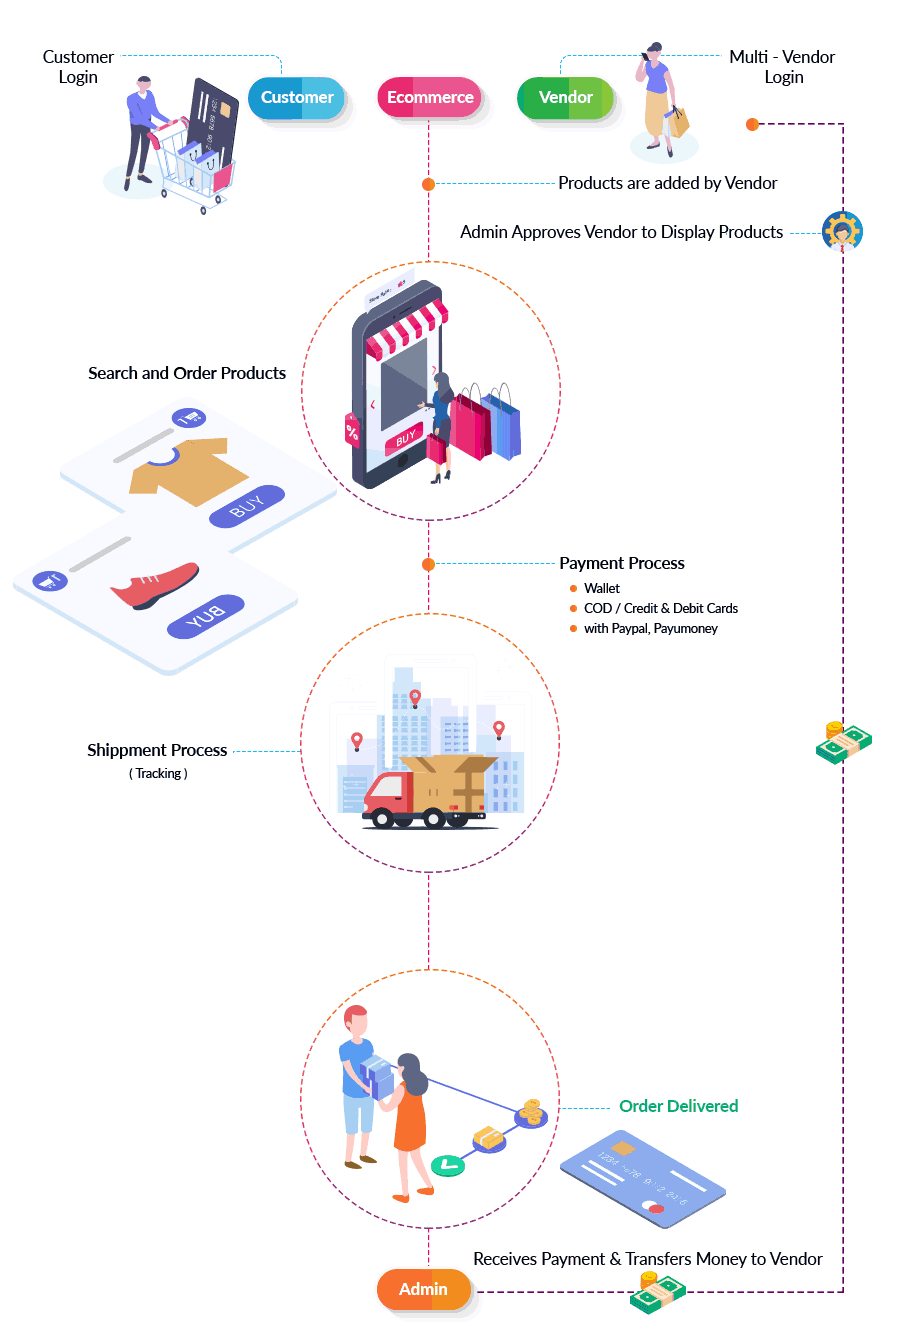 Customer
Login
Customer
Ecommerce
Vendor
Multi - Vendor
Login
Products are added by Vendor
Admin Approves Vendor to Display Products
%
BUY
Search and Order Products
BUY
BUY
Payment Process
Wallet
COD / Credit & Debit Cards
with Paypal, Payumoney
Shippment Process
( Tracking )
Order Delivered
1234
Receives Payment & Transfers Money to Vendor
Admin